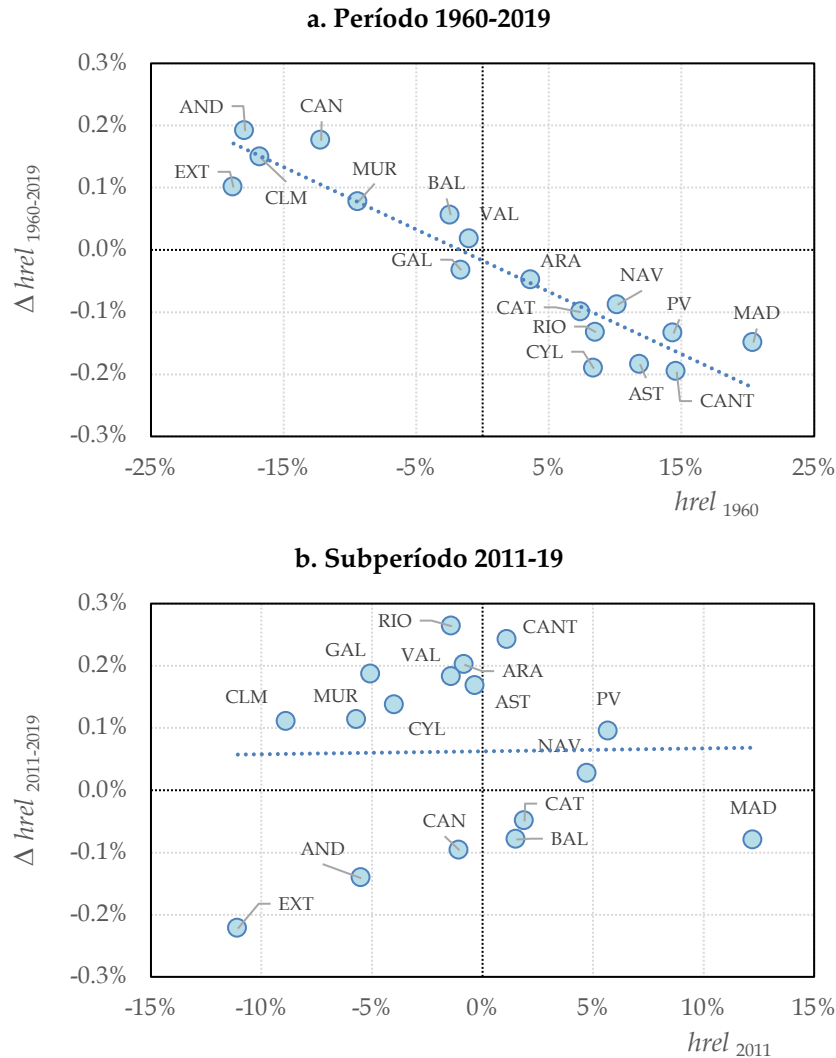 a. Período 1960-2019
0.3%
AND
CAN
0.2%
EXT
CLM
MUR
BAL
VAL
0.1%
0.0%
GAL
ARA
NAV
PV
MAD
-0.1%
CAT
RIO
CYL
AST
CANT
-0.2%
-0.3%
Δ hrel 1960-2019
-25% -15% -5% 5% 15% 25%
hrel 1960
b. Subperíodo 2011-19
0.3%
RIO
CANT
0.2%
GAL
VAL
ARA
CLM
MUR
AST
PV
CYL
0.1%
NAV
0.0%
CAT
MAD
CAN
BAL
-0.1%
AND
EXT
-0.2%
-0.3%
Δ hrel 2011-2019
-15% -10% -5% 0% 5% 10% 15%
hrel 2011